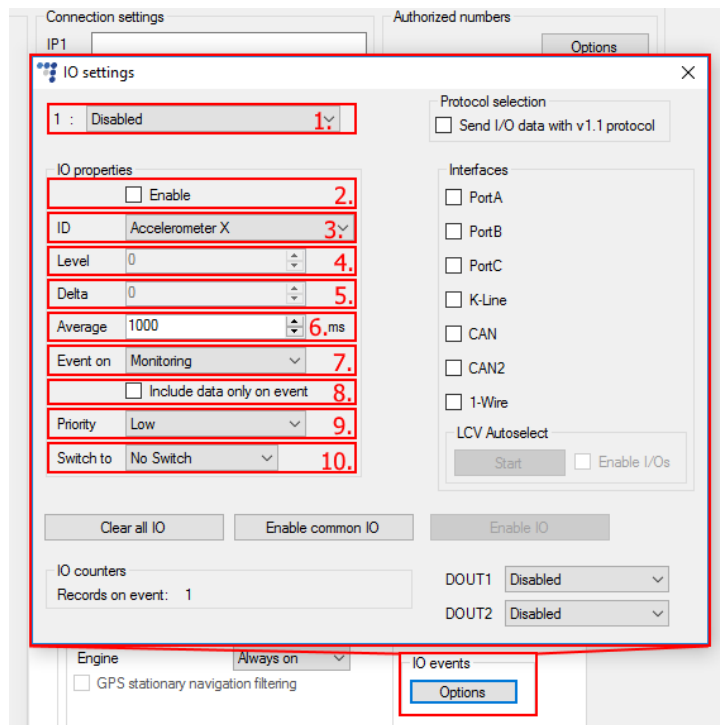 Connection settings
Authorized numbers
IP1
Options
IO settings
1 : Disabled 1.
Protocol selection
Send I/O data with v1.1 protocol
IO properties
Enable 2.
ID Accelerometer X 3.
Level 0 4.
Delta 0 5.
Average 1000 6. ms
Event on Monitoring 7.
Include data only on event 8.
Priority Low 9.
Switch to No Switch 10.
Interfaces
PortA
PortB
PortC
K-Line
CAN
CAN2
1-Wire
LCV Autoselect
Start Enable I/Os
Clear all IO Enable common IO Enable IO
IO counters
Records on event: 1
DOUT1 Disabled
DOUT2 Disabled
Engine Always on
GPS stationary navigation filtering
IO events
Options